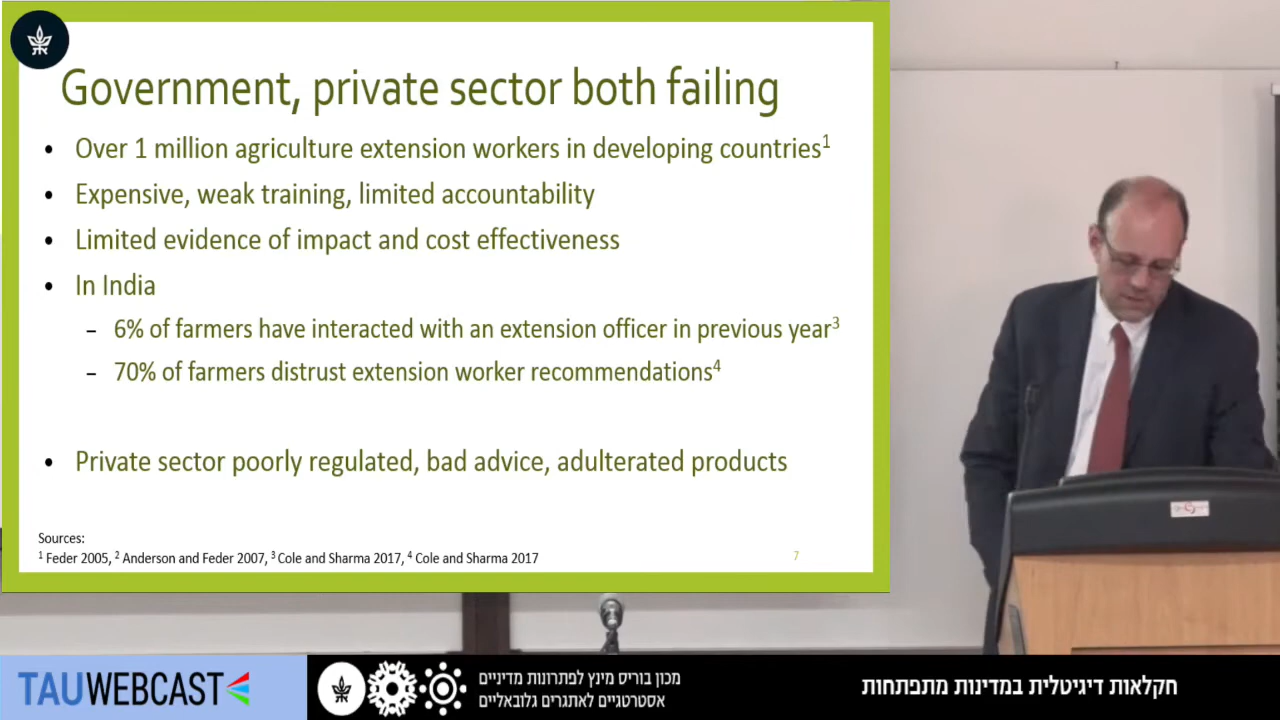 Government, private sector both failing
• Over 1 million agriculture extension workers in developing countries1
• Expensive, weak training, limited accountability
• Limited evidence of impact and cost effectiveness
• In India
– 6% of farmers have interacted with an extension officer in previous year3
– 70% of farmers distrust extension worker recommendations4
• Private sector poorly regulated, bad advice, adulterated products
Sources:
1 Feder 2005, 2 Anderson and Feder 2007, 3 Cole and Sharma 2017, 4 Cole and Sharma 2017
7
TAUWEBCAST
מכון בוריס מינץ לפתרונות מדיניים
אסטרטגיים לאתגרים גלובאליים
חקלאות דיגיטלית במדינות מתפתחות